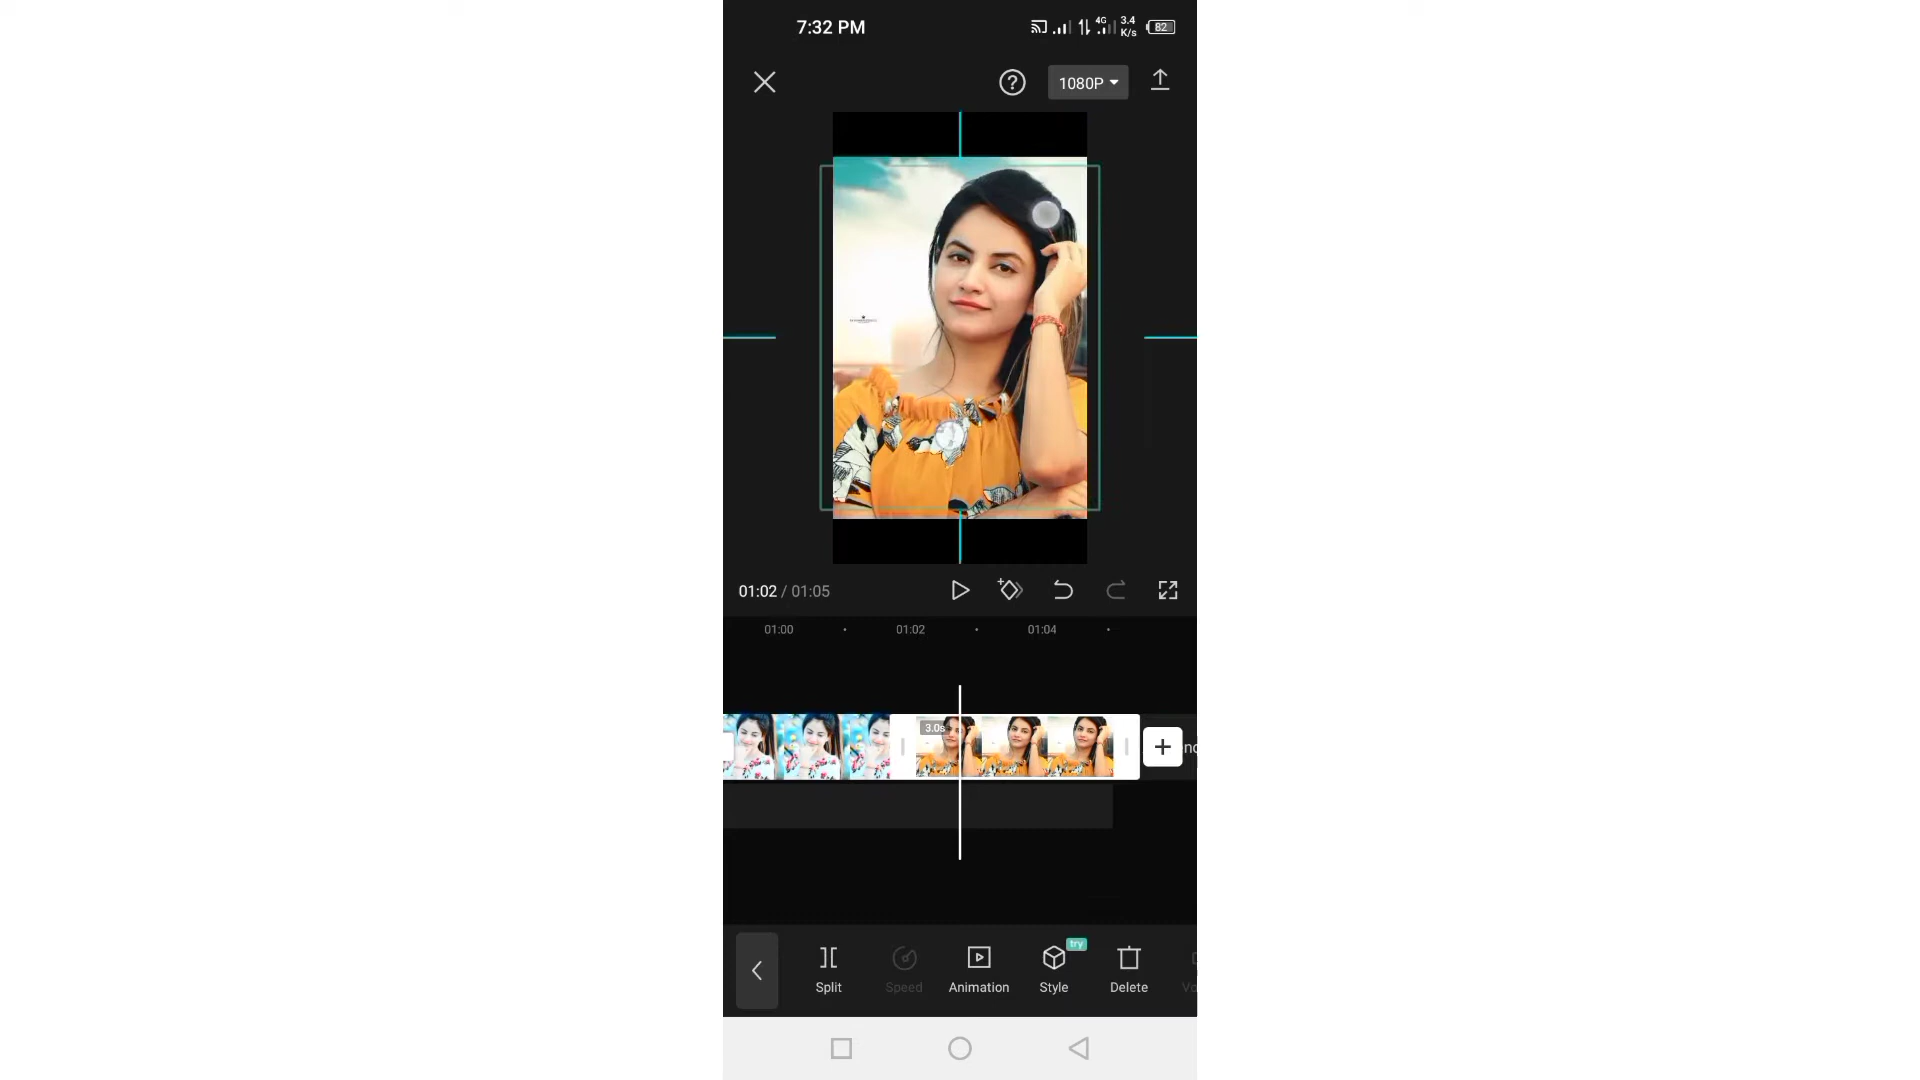 7:32 PM
4G
3.4
K/s
82
1080P
01:02 / 01:05
01:00
01:02
01:04
3.0s
try
Split
Speed
Animation
Style
Delete